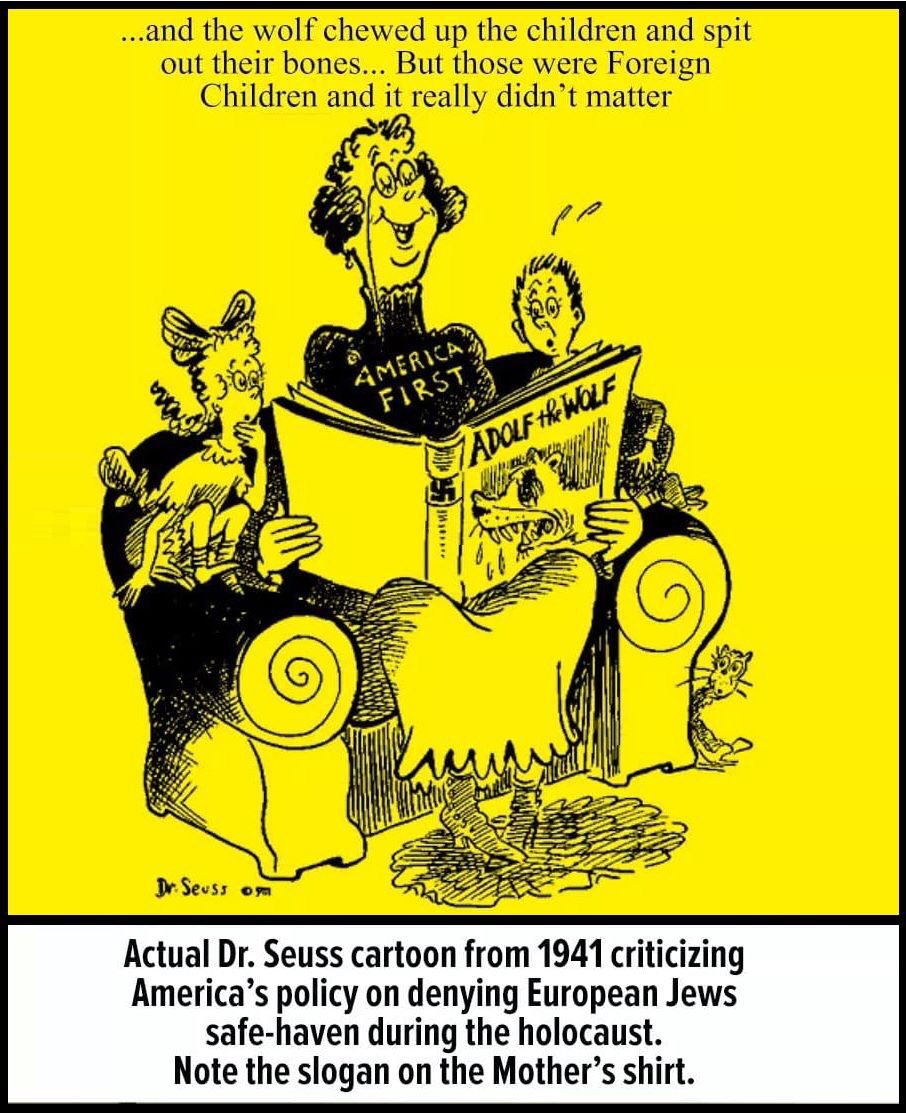 ...and the wolf chewed up the children and spit
out their bones... But those were Foreign
Children and it really didn't matter
AMERICA
FIRST
ADOLF the WOLF
Dr. Seuss
Actual Dr. Seuss cartoon from 1941 criticizing
America's policy on denying European Jews
safe-haven during the holocaust.
Note the slogan on the Mother's shirt.